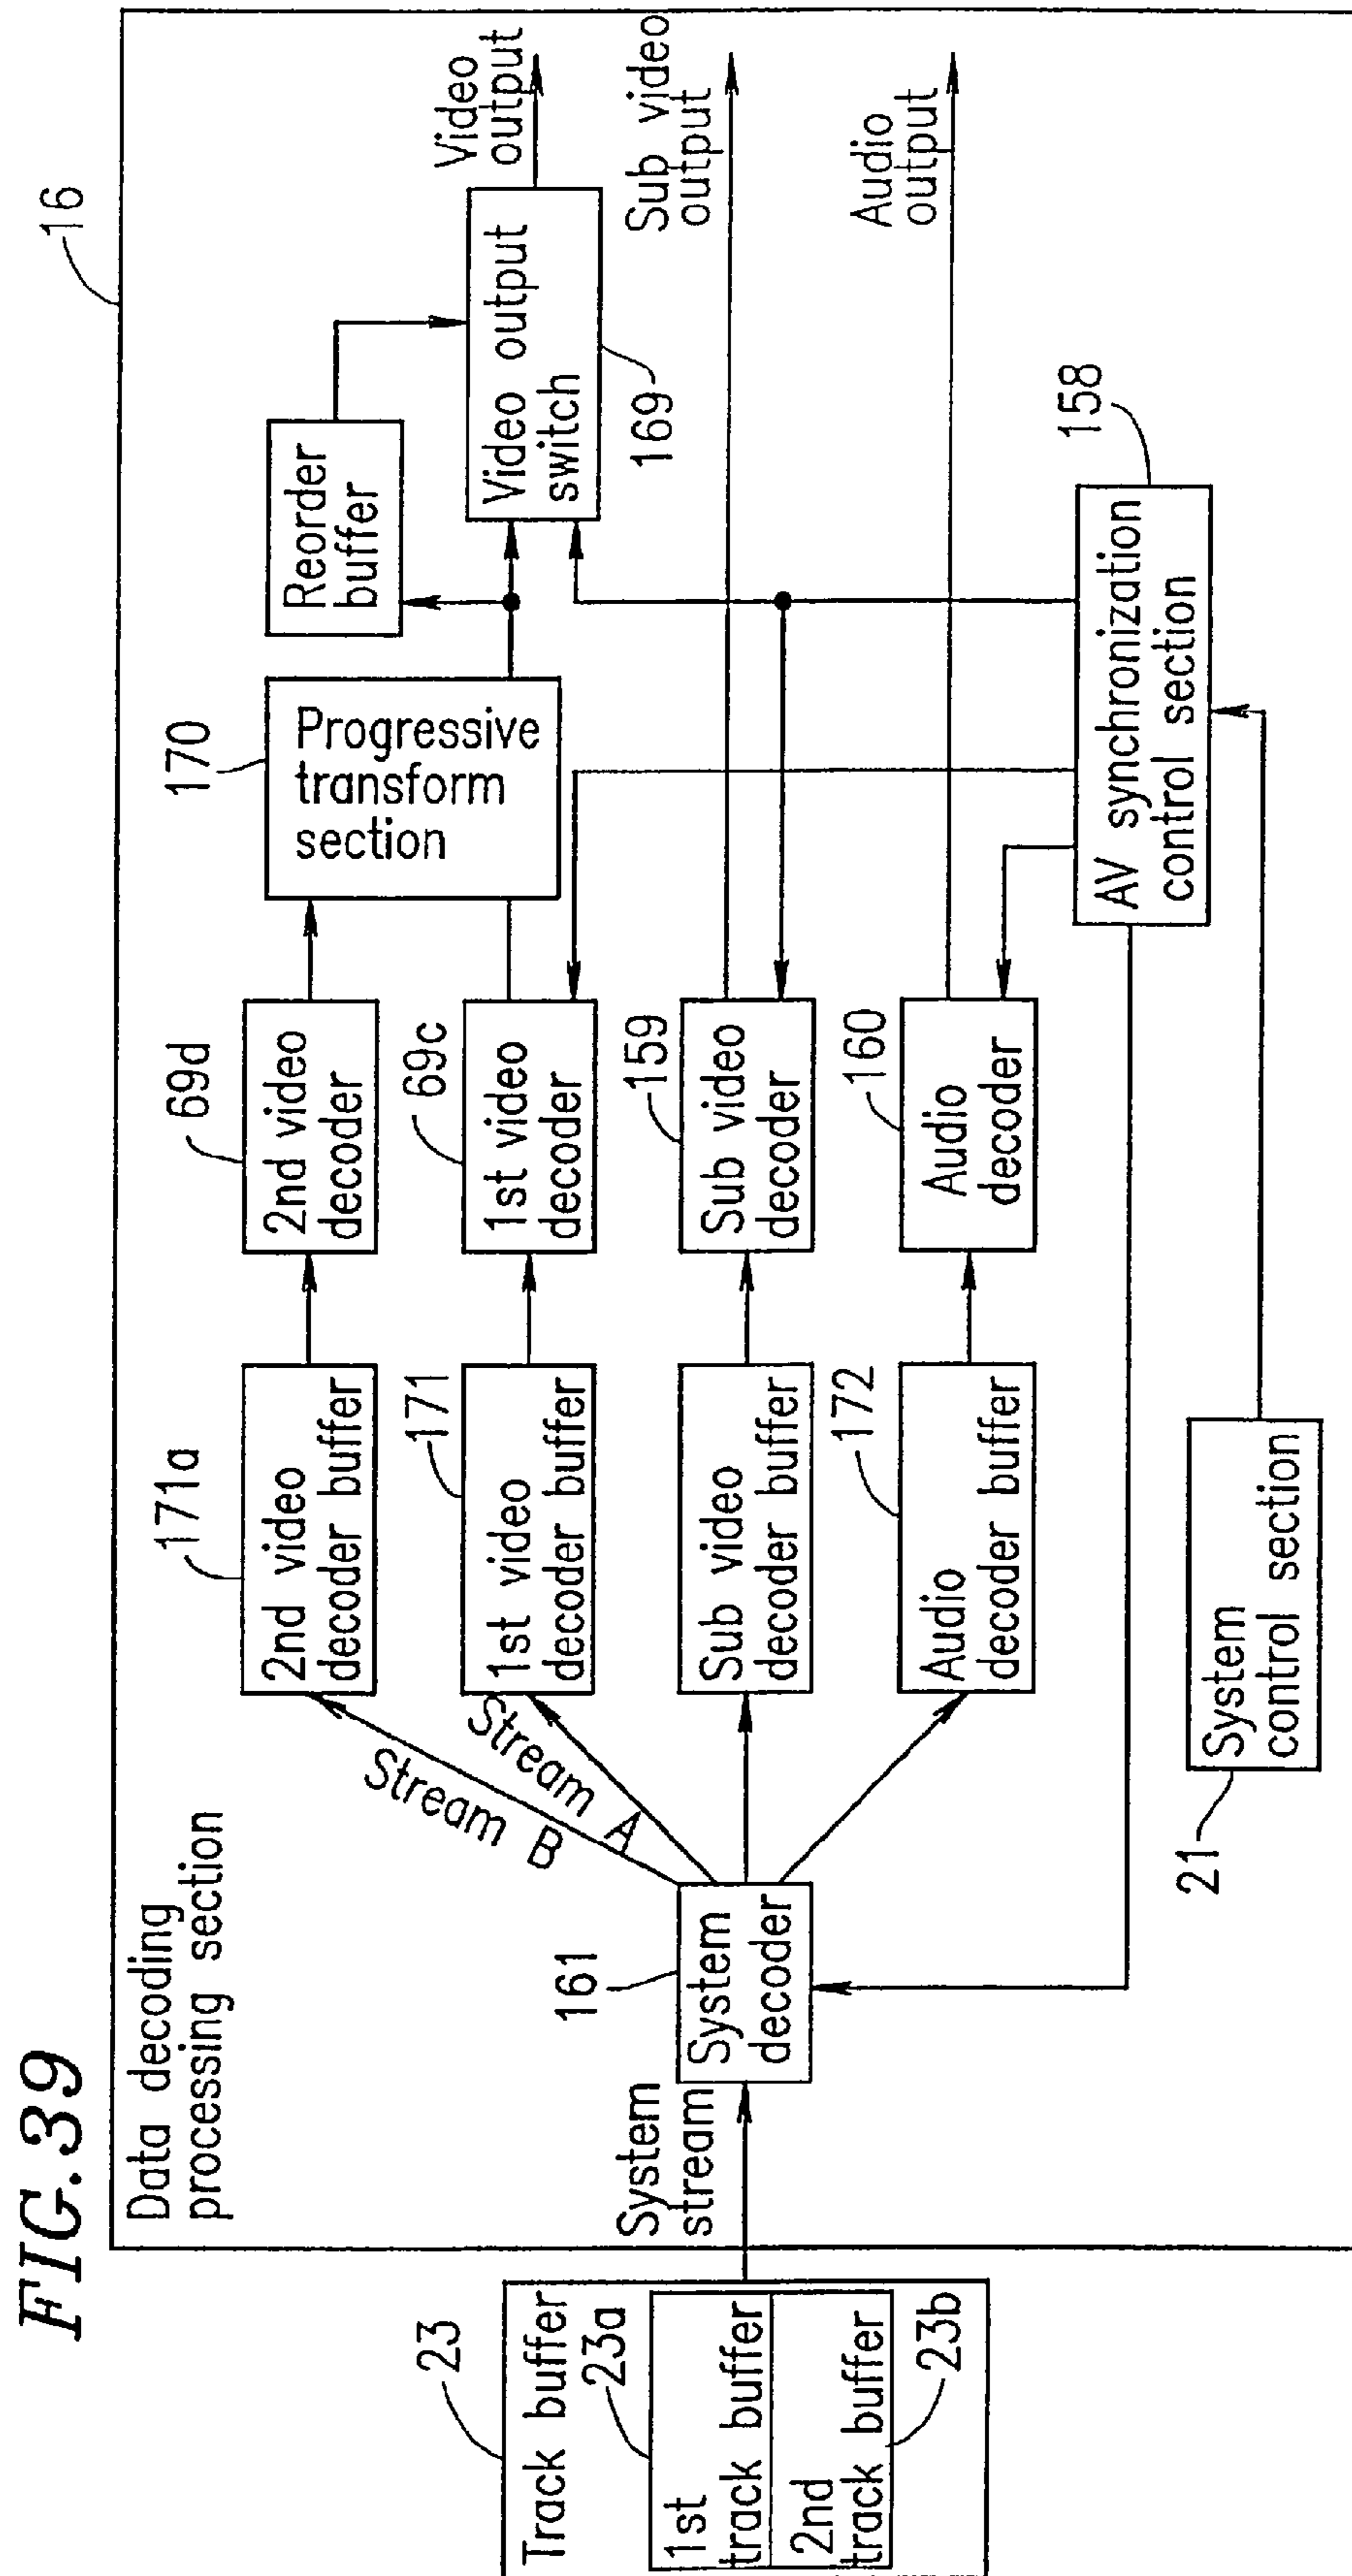 FIG.39
16
Data decoding
processing section
23
Track buffer
23a
1st
track buffer
2nd
track buffer
23b
System
stream
161
System
decoder
Stream B
Stream A
171a
2nd video
decoder buffer
171
1st video
decoder buffer
Sub video
decoder buffer
172
Audio
decoder buffer
69d
2nd video
decoder
69c
1st video
decoder
159
Sub video
decoder
160
Audio
decoder
170
Progressive
transform
section
Reorder
buffer
Video output
switch
169
Video
output
Sub video
output
Audio
output
158
AV synchronization
control section
21
System
control section